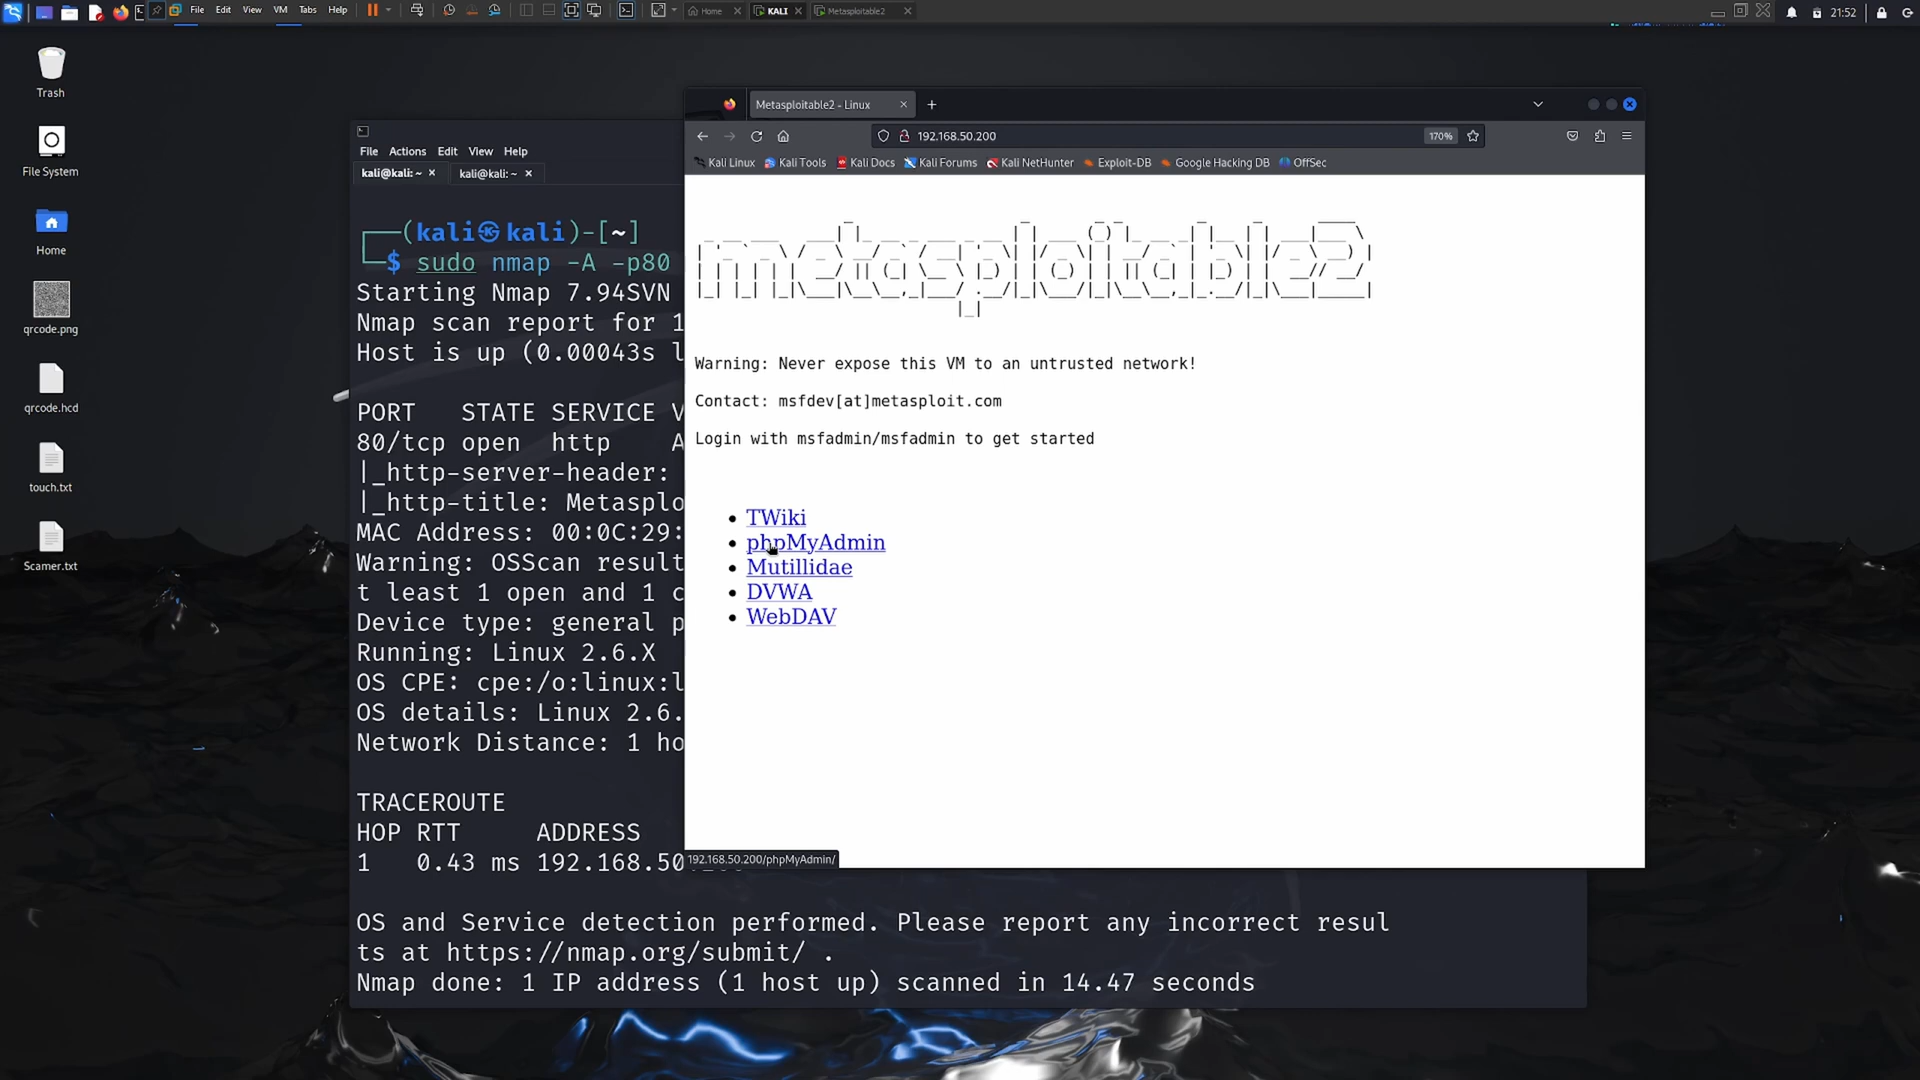 File Edit View VM Tabs Help
Home KALI Metasploitable2
21:52
Trash
File System
Home
qrcode.png
qrcode.hcd
touch.txt
Scamer.txt
File Actions Edit View Help
kali@kali: ~ kali@kali: ~
(kali㉿kali)-[~]
$ sudo nmap -A -p80
Starting Nmap 7.94SVN
Nmap scan report for 1
Host is up (0.00043s l
PORT STATE SERVICE V
80/tcp open http A
|_http-server-header:
|_http-title: Metasplo
MAC Address: 00:0C:29:
Warning: OSScan result
t least 1 open and 1 c
Device type: general p
Running: Linux 2.6.X
OS CPE: cpe:/o:linux:l
OS details: Linux 2.6.
Network Distance: 1 ho
TRACEROUTE
HOP RTT ADDRESS
1 0.43 ms 192.168.50
OS and Service detection performed. Please report any incorrect resul
ts at https://nmap.org/submit/ .
Nmap done: 1 IP address (1 host up) scanned in 14.47 seconds
Metasploitable2 - Linux
192.168.50.200
170%
Kali Linux Kali Tools Kali Docs Kali Forums Kali NetHunter Exploit-DB Google Hacking DB OffSec
metasploitable2
Warning: Never expose this VM to an untrusted network!
Contact: msfdev[at]metasploit.com
Login with msfadmin/msfadmin to get started
TWiki
phpMyAdmin
Mutillidae
DVWA
WebDAV
192.168.50.200/phpMyAdmin/